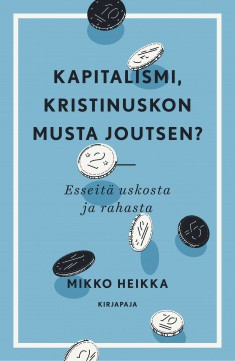 KAPITALISMI,
KRISTINUSKON
MUSTA JOUTSEN?
Esseitä uskosta
ja rahasta
MIKKO HEIKKA
KIRJAPAJA